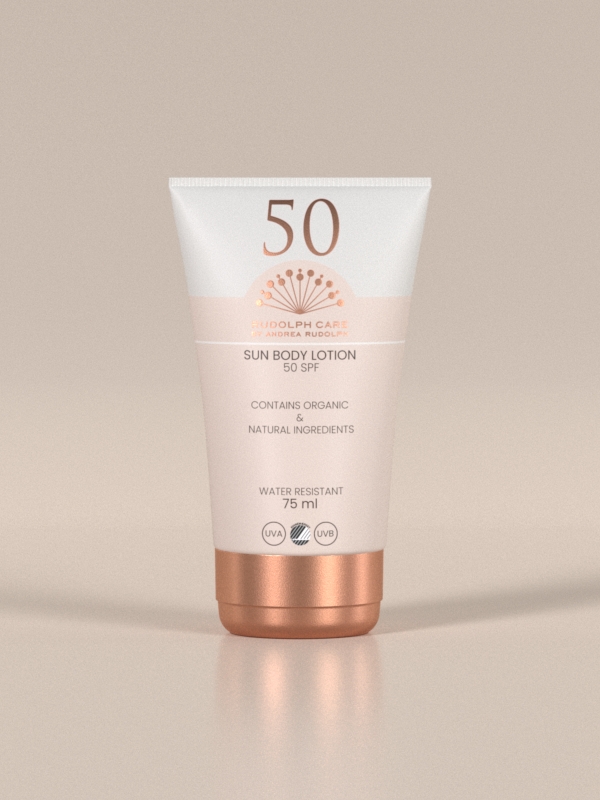 50
RUDOLPH CARE
BY ANDREA RUDOLPH
SUN BODY LOTION
50 SPF
CONTAINS ORGANIC
&
NATURAL INGREDIENTS
WATER RESISTANT
75 ml
UVA UVB